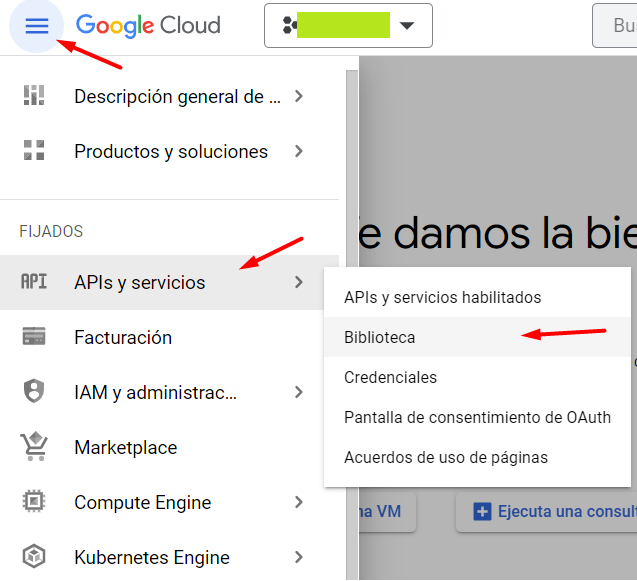 Google Cloud
Bus
Descripción general de ...
Productos y soluciones
FIJADOS
APIs y servicios
Facturación
IAM y administrac...
Marketplace
Compute Engine
Kubernetes Engine
e damos la bie
APIs y servicios habilitados
Biblioteca
Credenciales
Pantalla de consentimiento de OAuth
Acuerdos de uso de páginas
na VM
Ejecuta una consult